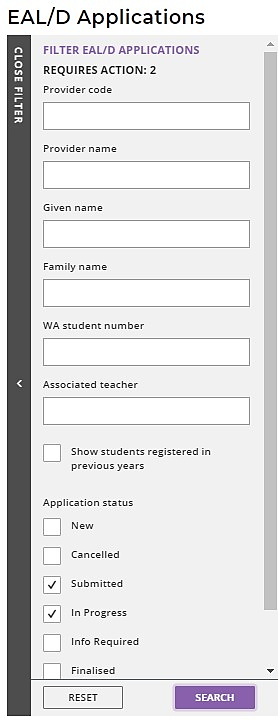 EAL/D Applications
CLOSE FILTER
FILTER EAL/D APPLICATIONS
REQUIRES ACTION: 2
Provider code
Provider name
Given name
Family name
WA student number
Associated teacher
Show students registered in
previous years
Application status
New
Cancelled
Submitted
In Progress
Info Required
Finalised
RESET
SEARCH